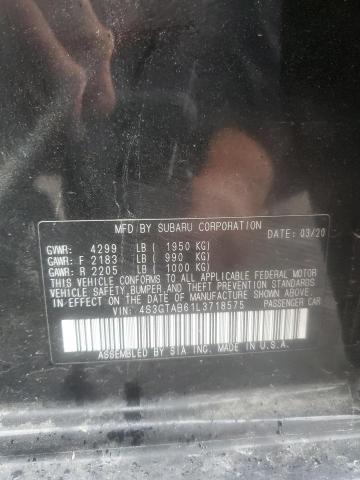 MFD BY SUBARU CORPORATION
DATE: 03/20
GVWR: 4299 LB ( 1950 KG)
GAWR: F 2183 LB ( 990 KG)
GAWR: R 2205 LB ( 1000 KG)
THIS VEHICLE CONFORMS TO ALL APPLICABLE FEDERAL MOTOR
VEHICLE SAFETY, BUMPER, AND THEFT PREVENTION STANDARDS
IN EFFECT ON THE DATE OF MANUFACTURE SHOWN ABOVE.
VIN: 4S3GTAB61L3718575 PASSENGER CAR
ASSEMBLED BY SIA INC. MADE IN U.S.A.